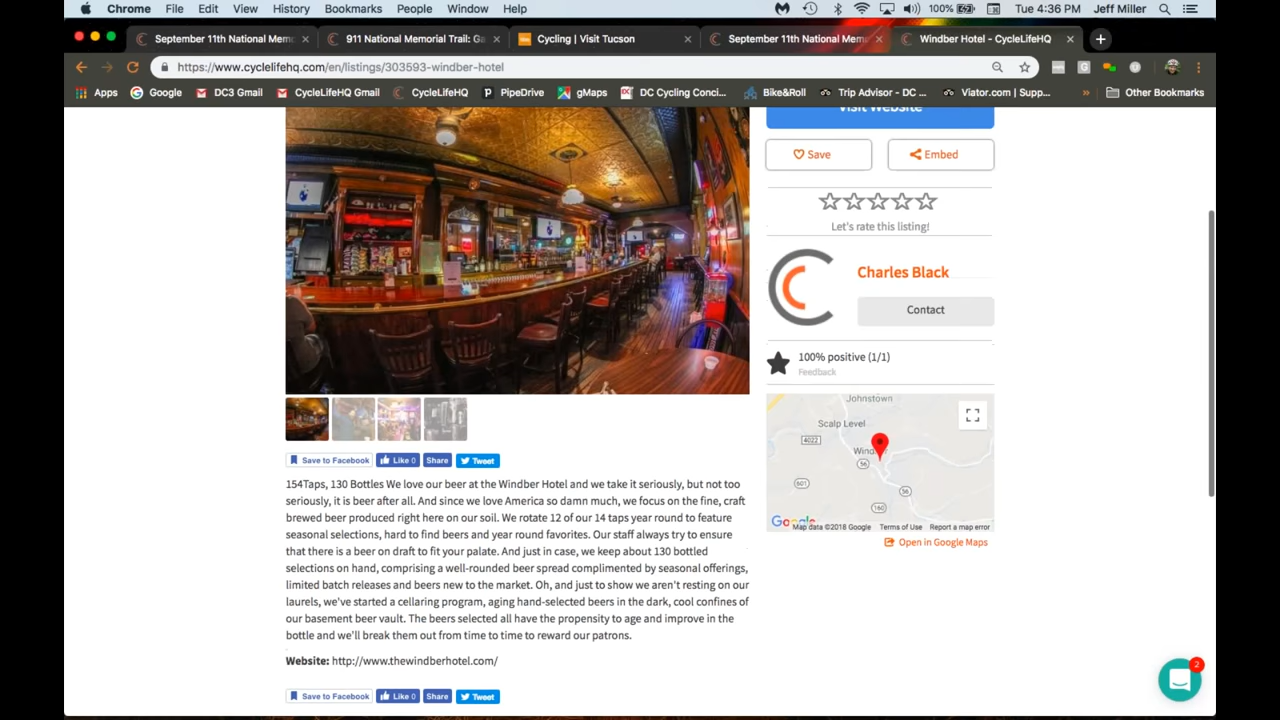 Chrome File Edit View History Bookmarks People Window Help 100% Tue 4:36 PM Jeff Miller
September 11th National Mem 911 National Memorial Trail: Ga Cycling | Visit Tucson September 11th National Mem Windber Hotel - CycleLifeHQ
https://www.cyclelifehq.com/en/listings/303593-windber-hotel
Apps Google DC3 Gmail CycleLifeHQ Gmail CycleLifeHQ PipeDrive gMaps DC Cycling Conci... Bike&Roll Trip Advisor - DC ... Viator.com | Supp... » Other Bookmarks
Visit Website
Save Embed
Let's rate this listing!
Charles Black
Contact
100% positive (1/1)
Feedback
Johnstown
Scalp Level
4022
Wind
56
601
56
160
Google Map data ©2018 Google Terms of Use Report a map error
Open in Google Maps
Save to Facebook Like 0 Share Tweet
154Taps, 130 Bottles We love our beer at the Windber Hotel and we take it seriously, but not too
seriously, it is beer after all. And since we love America so damn much, we focus on the fine, craft
brewed beer produced right here on our soil. We rotate 12 of our 14 taps year round to feature
seasonal selections, hard to find beers and year round favorites. Our staff always try to ensure
that there is a beer on draft to fit your palate. And just in case, we keep about 130 bottled
selections on hand, comprising a well-rounded beer spread complimented by seasonal offerings,
limited batch releases and beers new to the market. Oh, and just to show we aren't resting on our
laurels, we've started a cellaring program, aging hand-selected beers in the dark, cool confines of
our basement beer vault. The beers selected all have the propensity to age and improve in the
bottle and we'll break them out from time to time to reward our patrons.
Website: http://www.thewindberhotel.com/
Save to Facebook Like 0 Share Tweet
2